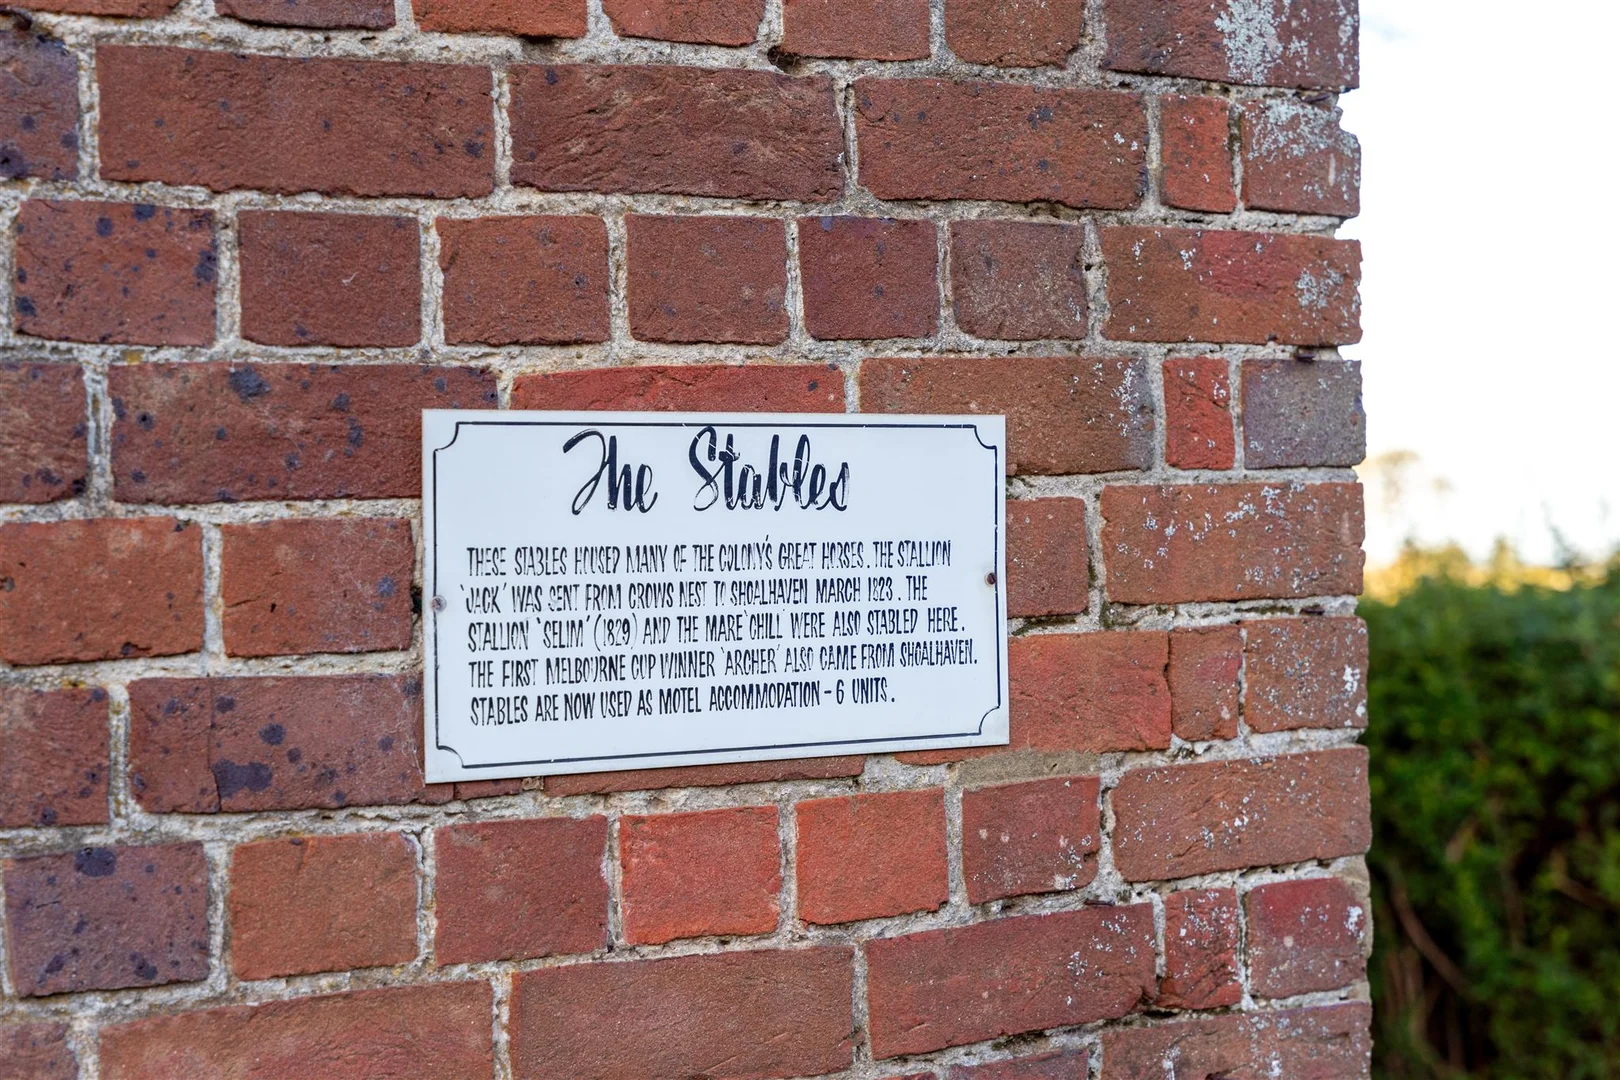 The Stables
THESE STABLES HOUSED MANY OF THE COLONY'S GREAT HORSES. THE STALLION
'JACK' WAS SENT FROM CROWS NEST TO SHOALHAVEN MARCH 1823. THE
STALLION 'SELIM' (1829) AND THE MARE 'CHILL' WERE ALSO STABLED HERE.
THE FIRST MELBOURNE CUP WINNER 'ARCHER' ALSO CAME FROM SHOALHAVEN.
STABLES ARE NOW USED AS MOTEL ACCOMMODATION - 6 UNITS.